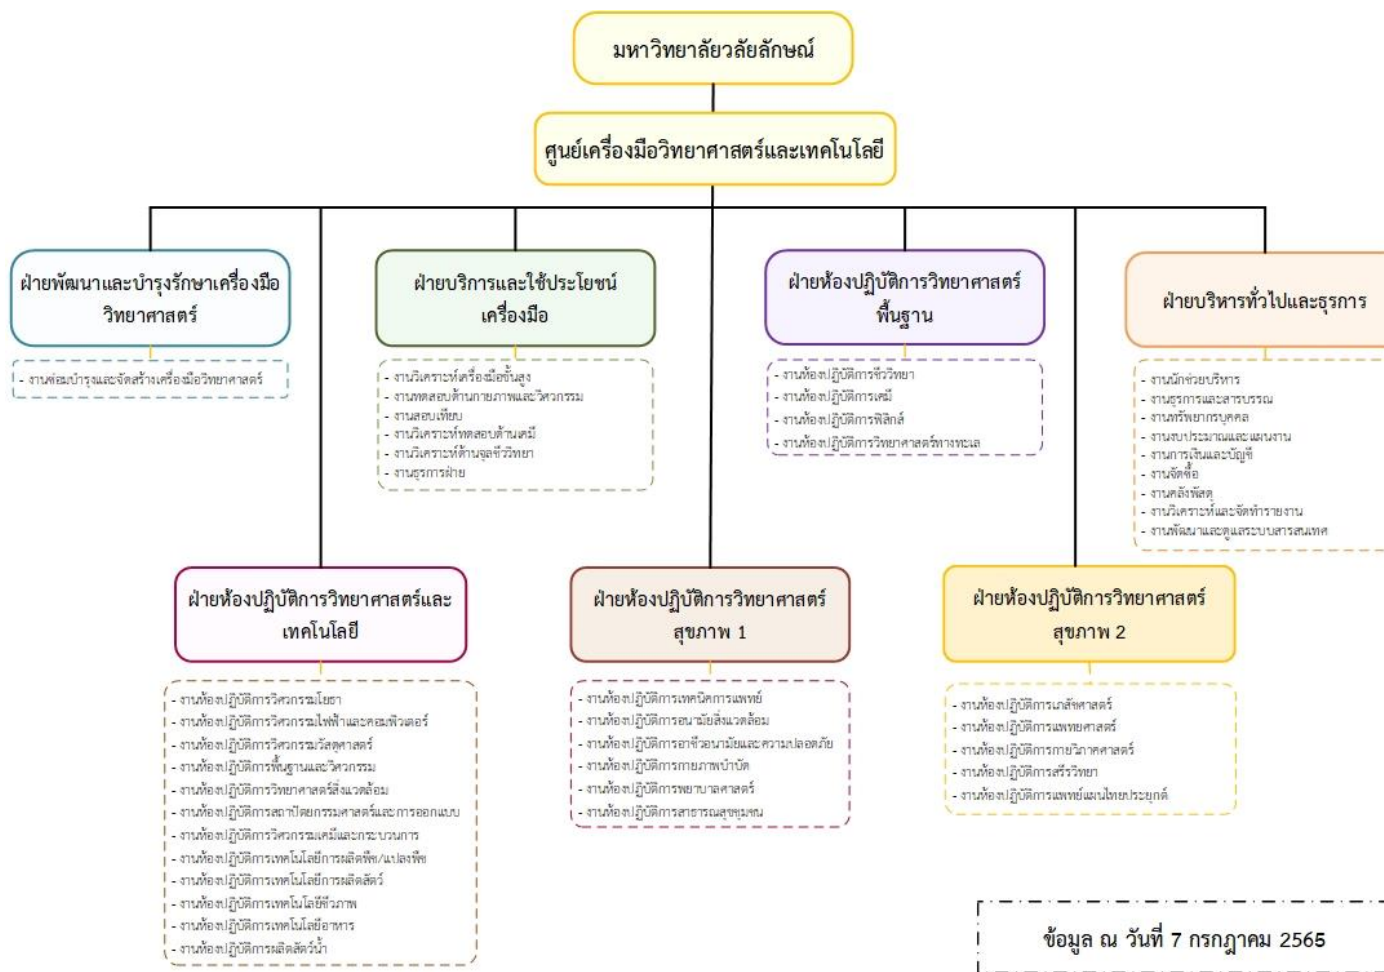 มหาวิทยาลัยวลัยลักษณ์
ศูนย์เครื่องมือวิทยาศาสตร์และเทคโนโลยี
ฝ่ายพัฒนาและบำรุงรักษาเครื่องมือ
วิทยาศาสตร์
- งานซ่อมบำรุงและจัดสร้างเครื่องมือวิทยาศาสตร์
ฝ่ายบริการและใช้ประโยชน์
เครื่องมือ
- งานวิเคราะห์เครื่องมือขั้นสูง
- งานทดสอบด้านกายภาพและวิศวกรรม
- งานสอบเทียบ
- งานวิเคราะห์ทดสอบด้านเคมี
- งานวิเคราะห์ด้านจุลชีววิทยา
- งานธุรการฝ่าย
ฝ่ายห้องปฏิบัติการวิทยาศาสตร์
พื้นฐาน
- งานห้องปฏิบัติการชีววิทยา
- งานห้องปฏิบัติการเคมี
- งานห้องปฏิบัติการฟิสิกส์
- งานห้องปฏิบัติการวิทยาศาสตร์ทางทะเล
ฝ่ายบริหารทั่วไปและธุรการ
- งานนักช่วยบริหาร
- งานธุรการและสารบรรณ
- งานทรัพยากรบุคคล
- งานงบประมาณและแผนงาน
- งานการเงินและบัญชี
- งานจัดซื้อ
- งานคลังพัสดุ
- งานวิเคราะห์และจัดทำรายงาน
- งานพัฒนาและดูแลระบบสารสนเทศ
ฝ่ายห้องปฏิบัติการวิทยาศาสตร์และ
เทคโนโลยี
- งานห้องปฏิบัติการวิศวกรรมโยธา
- งานห้องปฏิบัติการวิศวกรรมไฟฟ้าและคอมพิวเตอร์
- งานห้องปฏิบัติการวิศวกรรมวัสดุศาสตร์
- งานห้องปฏิบัติการพื้นฐานและวิศวกรรม
- งานห้องปฏิบัติการวิทยาศาสตร์สิ่งแวดล้อม
- งานห้องปฏิบัติการสถาปัตยกรรมศาสตร์และการออกแบบ
- งานห้องปฏิบัติการวิศวกรรมเคมีและกระบวนการ
- งานห้องปฏิบัติการเทคโนโลยีการผลิตพืช/แปลงพืช
- งานห้องปฏิบัติการเทคโนโลยีการผลิตสัตว์
- งานห้องปฏิบัติการเทคโนโลยีชีวภาพ
- งานห้องปฏิบัติการเทคโนโลยีอาหาร
- งานห้องปฏิบัติการผลิตสัตว์น้ำ
ฝ่ายห้องปฏิบัติการวิทยาศาสตร์
สุขภาพ 1
- งานห้องปฏิบัติการเทคนิคการแพทย์
- งานห้องปฏิบัติการอนามัยสิ่งแวดล้อม
- งานห้องปฏิบัติการอาชีวอนามัยและความปลอดภัย
- งานห้องปฏิบัติการกายภาพบำบัด
- งานห้องปฏิบัติการพยาบาลศาสตร์
- งานห้องปฏิบัติการสาธารณสุขชุมชน
ฝ่ายห้องปฏิบัติการวิทยาศาสตร์
สุขภาพ 2
- งานห้องปฏิบัติการเภสัชศาสตร์
- งานห้องปฏิบัติการแพทยศาสตร์
- งานห้องปฏิบัติการกายวิภาคศาสตร์
- งานห้องปฏิบัติการสรีรวิทยา
- งานห้องปฏิบัติการแพทย์แผนไทยประยุกต์
ข้อมูล ณ วันที่ 7 กรกฎาคม 2565